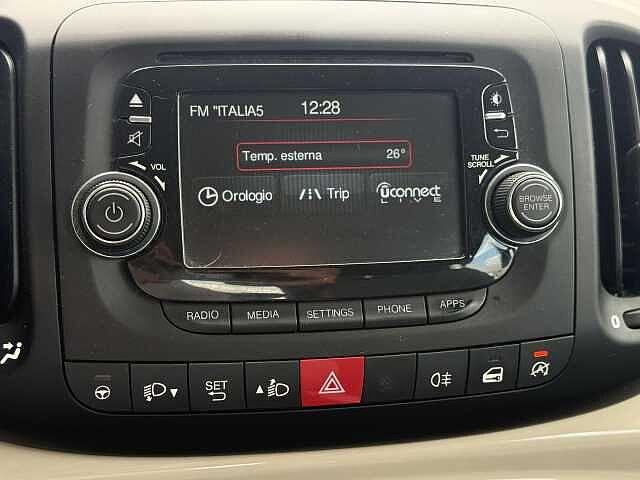 FM "ITALIA5 12:28
Temp. esterna 26°
Orologio Trip Uconnect LIVE
VOL
TUNE
SCROLL
BROWSE
ENTER
RADIO MEDIA SETTINGS PHONE APPS
SET
0